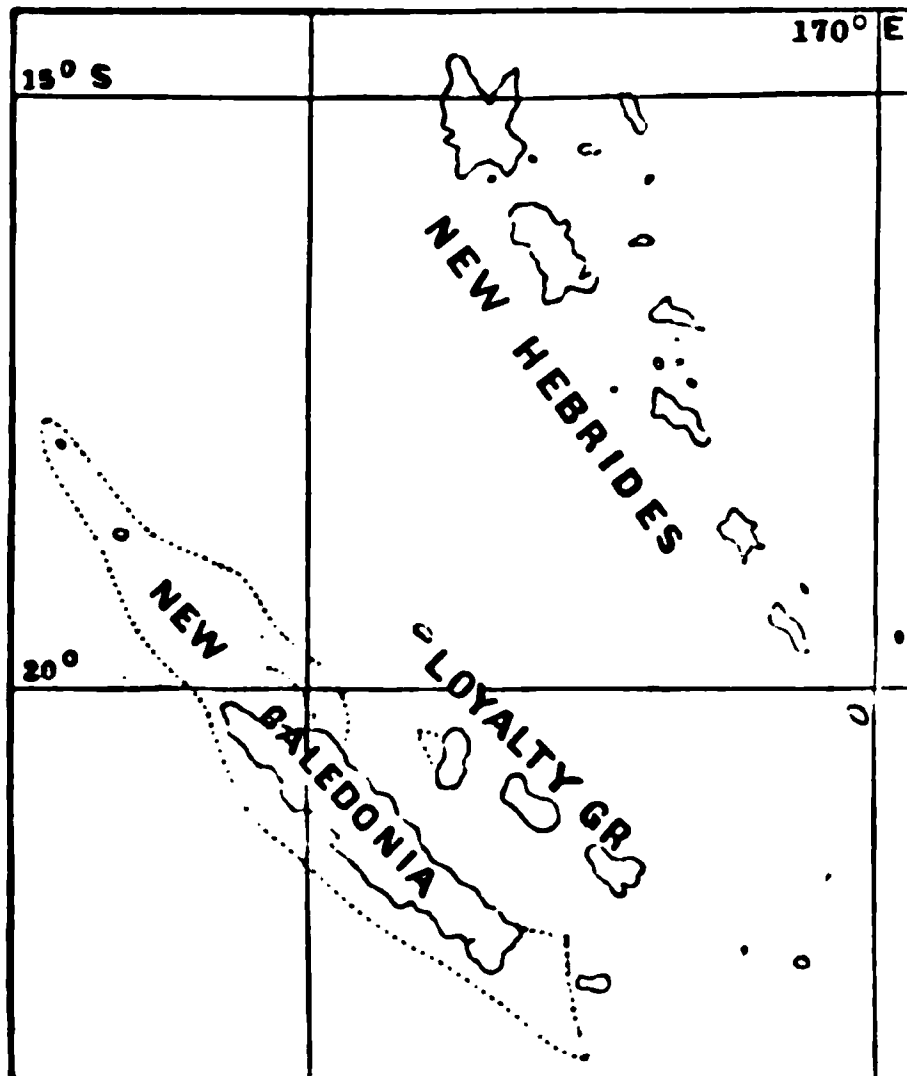 170° E
15° S
NEW HEBRIDES
NEW
20°
LOYALTY GR
CALEDONIA